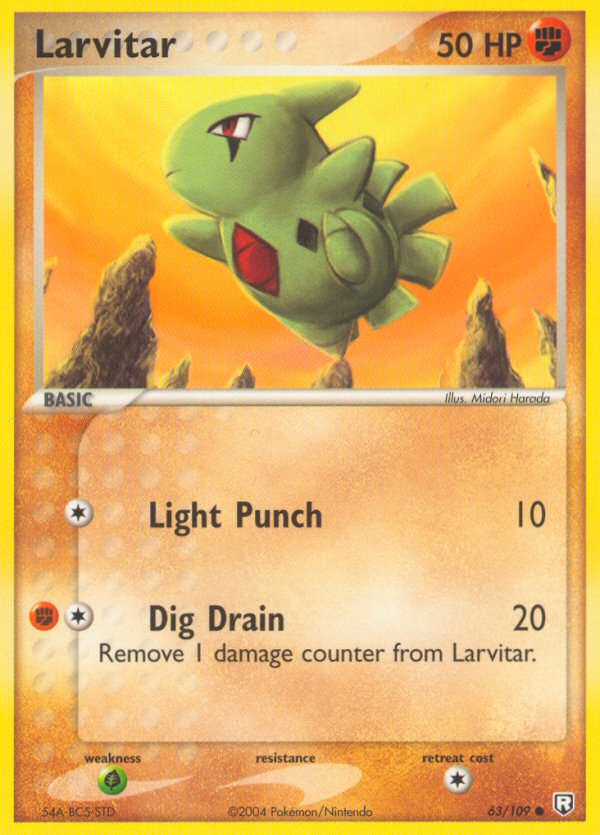 Larvitar 50 HP
BASIC
Illus. Midori Harada
Light Punch 10
Dig Drain 20
Remove 1 damage counter from Larvitar.
weakness resistance retreat cost
54A-BC5-STD ©2004 Pokémon/Nintendo 63/109 ● R